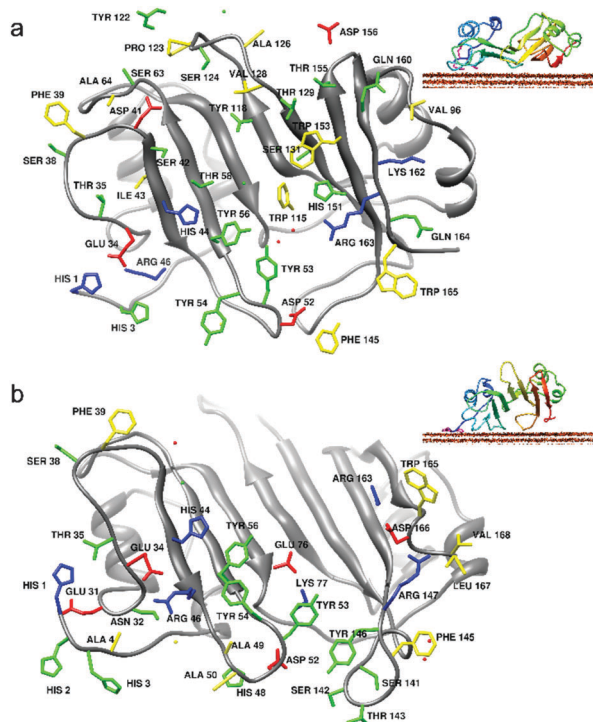 a
TYR 122
ASP 156
PRO 123
ALA 126
SER 124
THR 155
GLN 160
ALA 64
SER 63
VAL 128
PHE 39
ASP 41
THR 129
VAL 96
TYR 118
TRP 153
SER 131
SER 38
SER 42
THR 58
LYS 162
THR 35
ILE 43
HIS 151
TYR 56
TRP 115
HIS 44
ARG 163
GLN 164
GLU 34
ARG 46
TYR 53
HIS 1
TYR 54
ASP 52
TRP 165
HIS 3
PHE 145
b
PHE 39
SER 38
ARG 163
TRP 165
HIS 44
TYR 56
ASP 166
VAL 168
THR 35
GLU 34
GLU 76
HIS 1
GLU 31
LYS 77
ARG 147
LEU 167
ASN 32
ARG 46
TYR 54
TYR 53
ALA 4
TYR 146
PHE 145
ALA 49
ASP 52
HIS 2
HIS 3
ALA 50
HIS 48
SER 142
SER 141
THR 143